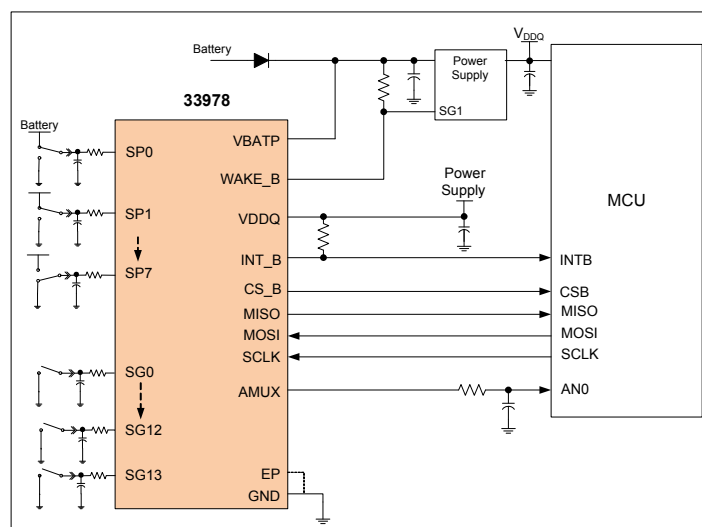 Battery
VDDQ
Power
Supply
SG1
33978
Battery
VBATP
WAKE_B
VDDQ
INT_B
CS_B
MISO
MOSI
SCLK
AMUX
EP
GND
SP0
SP1
SP7
SG0
SG12
SG13
Power
Supply
MCU
INTB
CSB
MISO
MOSI
SCLK
AN0